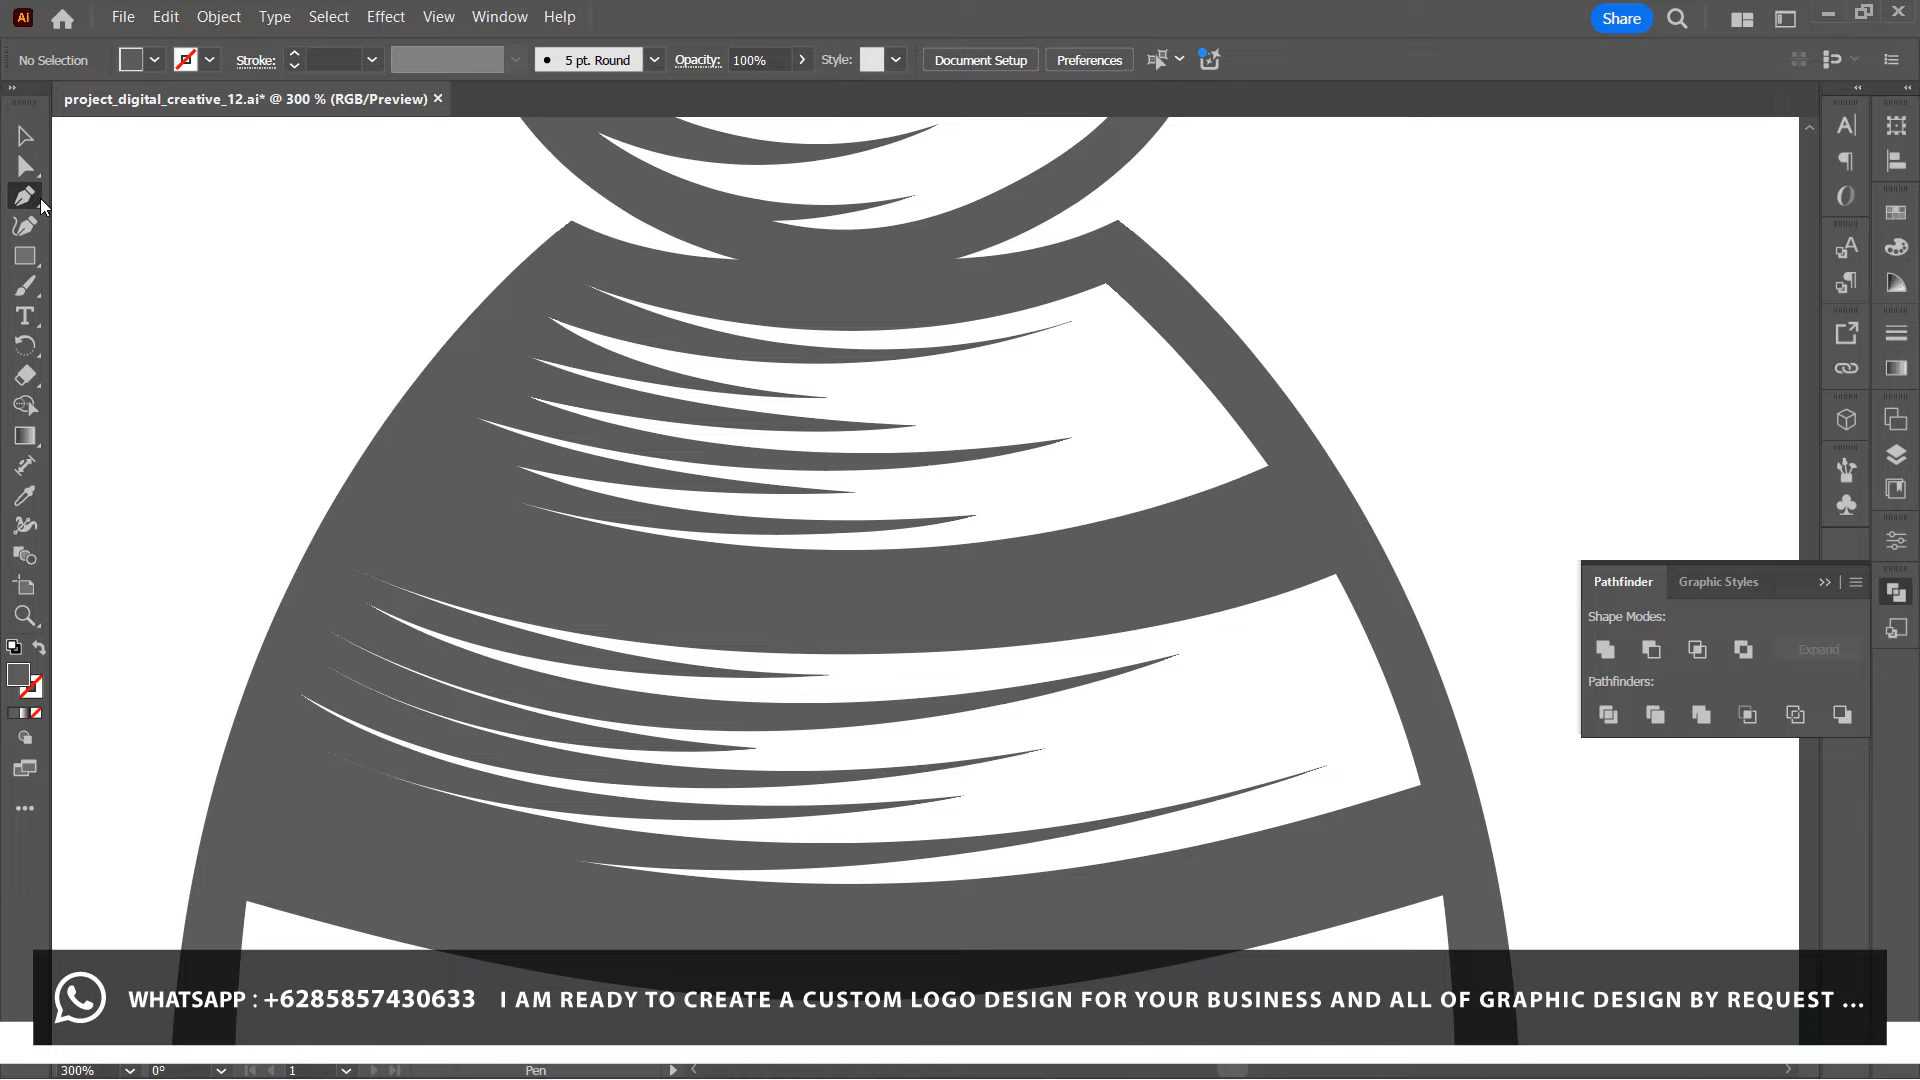 Ai File Edit Object Type Select Effect View Window Help Share
No Selection Stroke: 5 pt. Round Opacity: 100% Style: Document Setup Preferences
project_digital_creative_12.ai* @ 300 % (RGB/Preview)
Pathfinder Graphic Styles
Shape Modes:
Expand
Pathfinders:
WHATSAPP : +6285857430633 I AM READY TO CREATE A CUSTOM LOGO DESIGN FOR YOUR BUSINESS AND ALL OF GRAPHIC DESIGN BY REQUEST ...
300% 0° 1 Pen